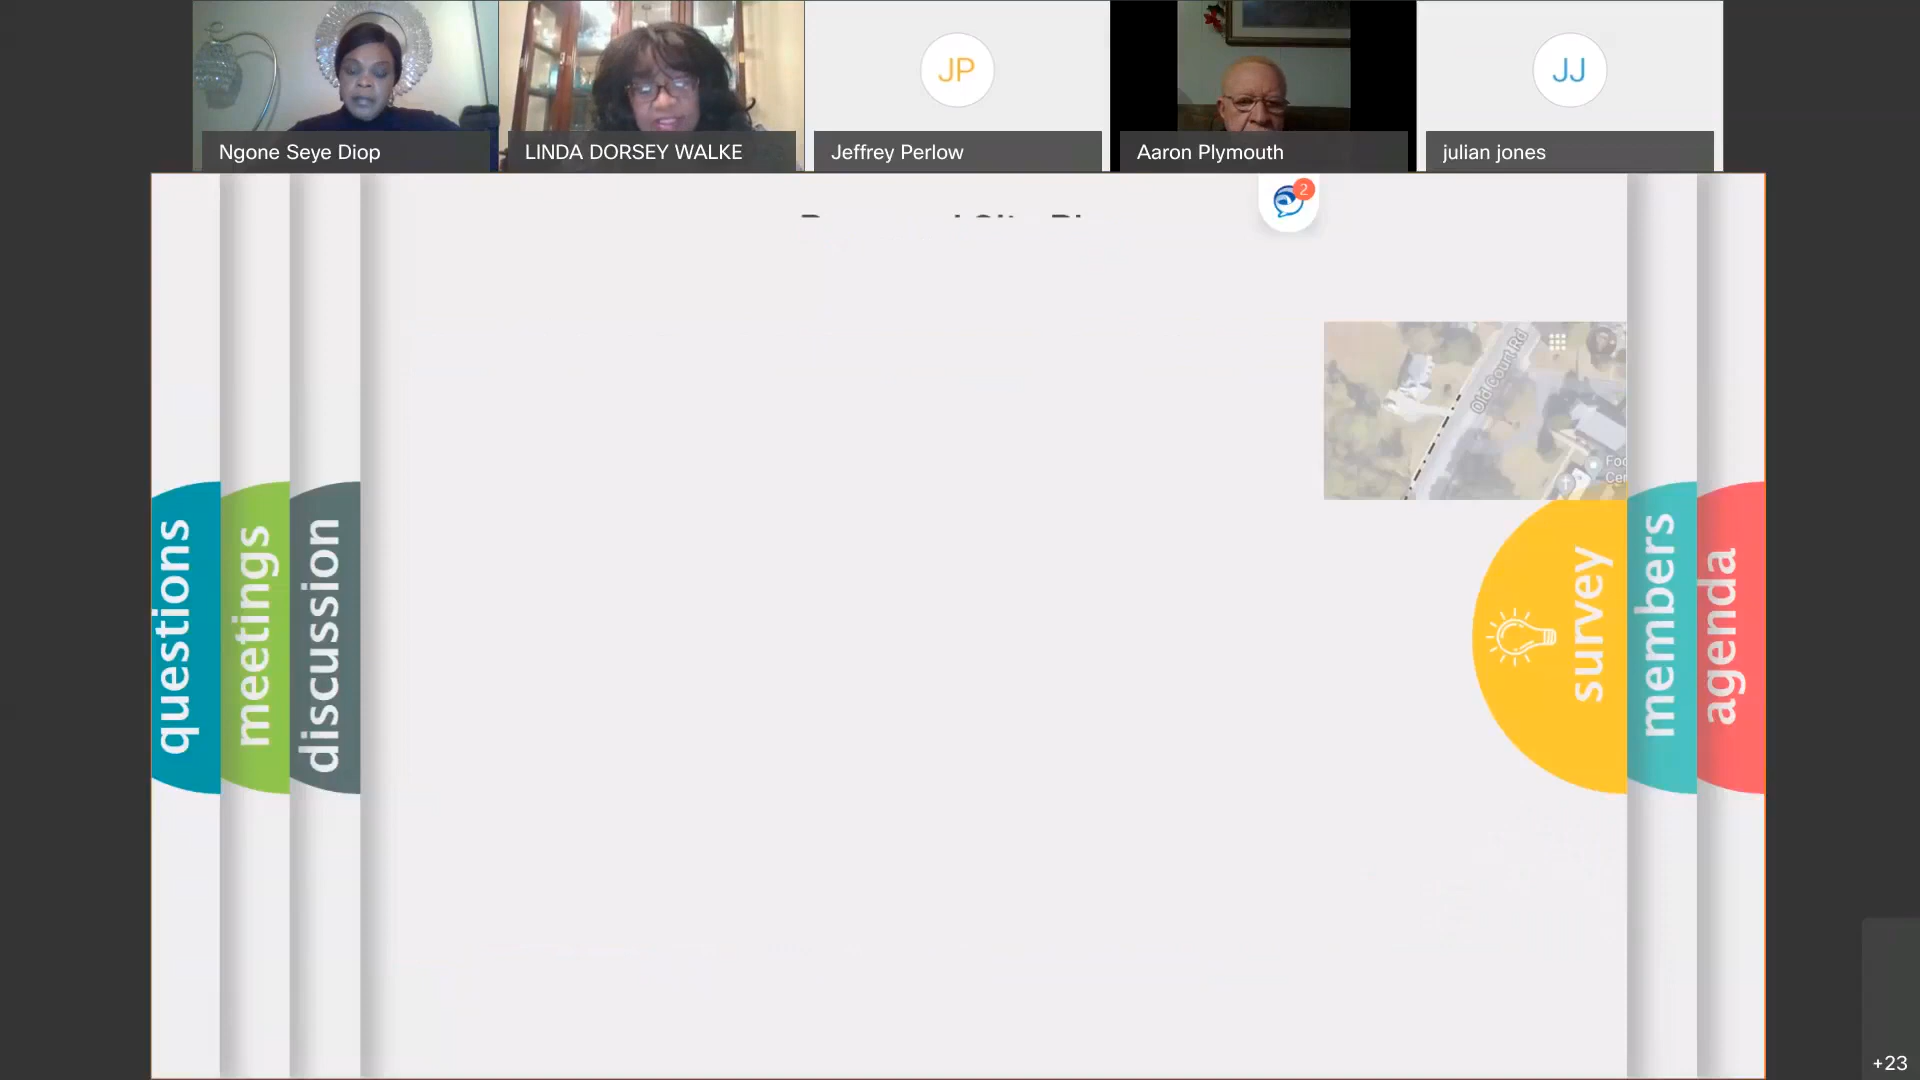 JP
JJ
Ngone Seye Diop
LINDA DORSEY WALKE
Jeffrey Perlow
Aaron Plymouth
julian jones
2
Old Court Rd
questions
meetings
discussion
survey
members
agenda
+23